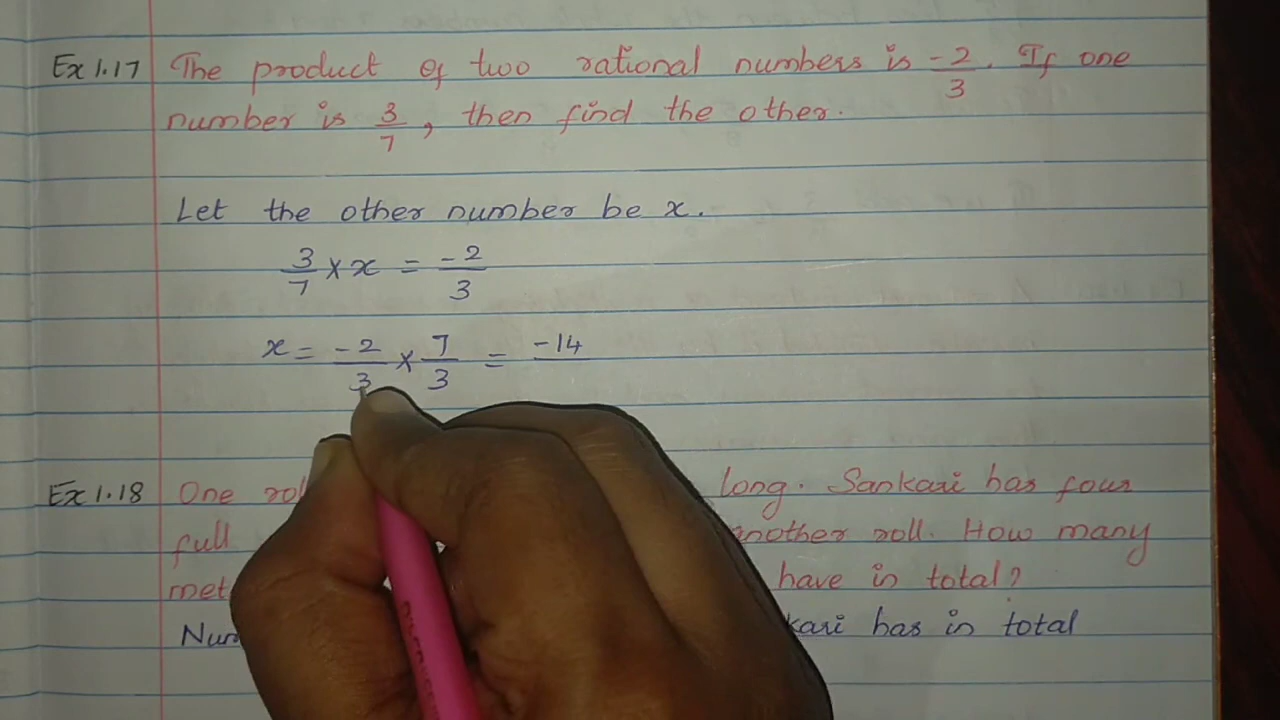 Ex 1.17 The product of two rational numbers is -2/3. If one
number is 3/7, then find the other.
Let the other number be x.
3/7 × x = -2/3
x = -2/3 × 7/3 = -14
Ex 1.18 One long. Sankari has four
full another roll. How many
have in total?
has in total